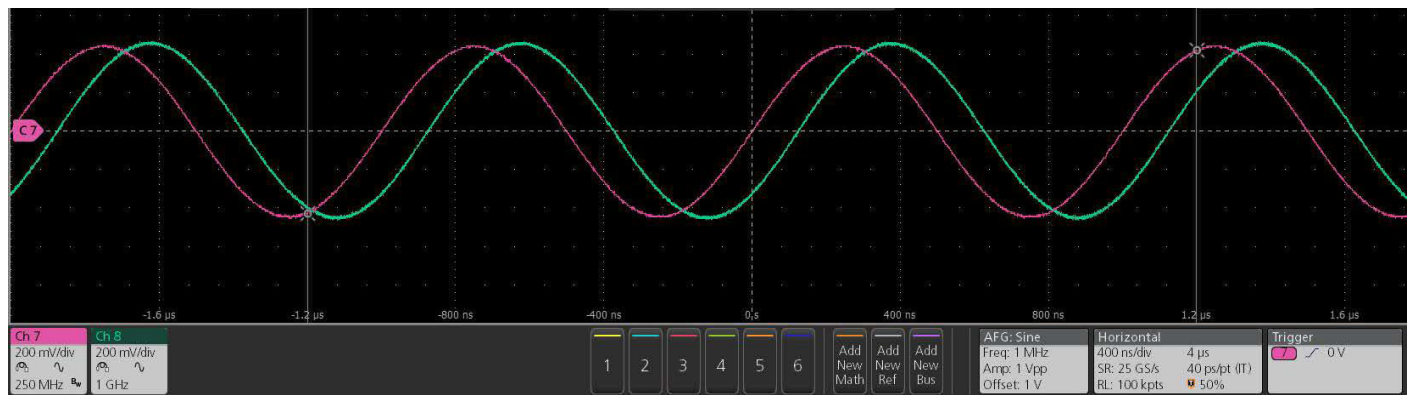 C7
-1.6 μs
-1.2 μs
-800 ns
-400 ns
0s
400 ns
800 ns
1.2 μs
1.6 μs
Ch 7
200 mV/div
250 MHz Bw
Ch 8
200 mV/div
1 GHz
1
2
3
4
5
6
Add
New
Math
Add
New
Ref
Add
New
Bus
AFG: Sine
Freq: 1 MHz
Amp: 1 Vpp
Offset: 1 V
Horizontal
400 ns/div 4 μs
SR: 25 GS/s 40 ps/pt (IT)
RL: 100 kpts 50%
Trigger
7 0 V